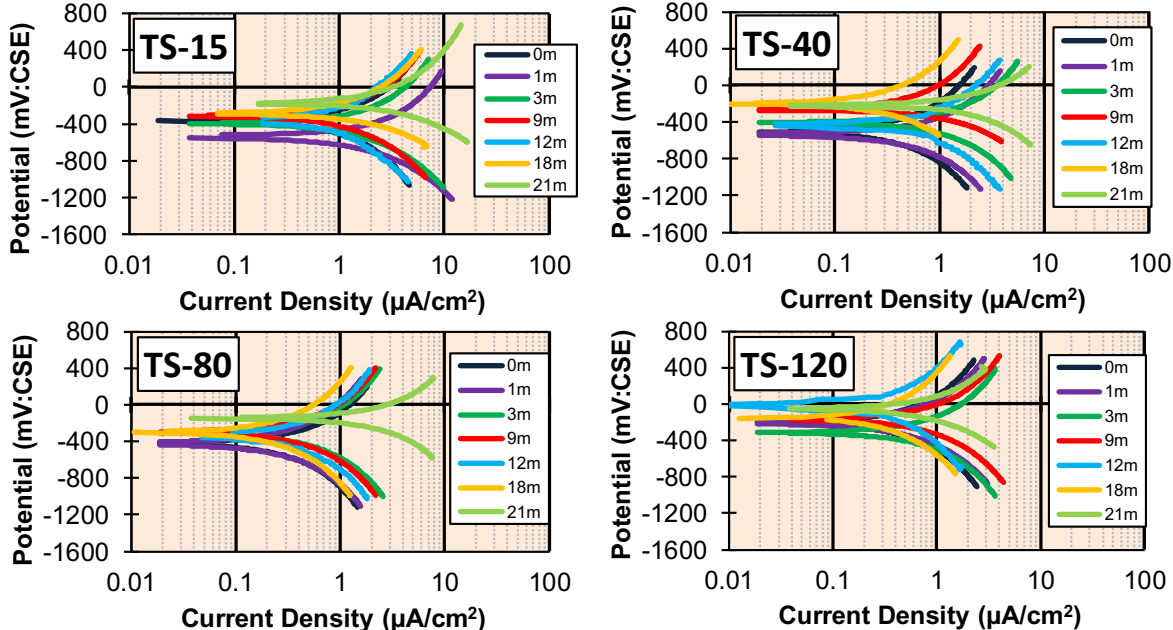 TS-15
Potential (mV:CSE)
800
400
0
-400
-800
-1200
-1600
0.01 0.1 1 10 100
Current Density (µA/cm²)
0m
1m
3m
9m
12m
18m
21m
TS-40
Potential (mV:CSE)
800
400
0
-400
-800
-1200
-1600
0.01 0.1 1 10 100
Current Density (µA/cm²)
0m
1m
3m
9m
12m
18m
21m
TS-80
Potential (mV:CSE)
800
400
0
-400
-800
-1200
-1600
0.01 0.1 1 10 100
Current Density (µA/cm²)
0m
1m
3m
9m
12m
18m
21m
TS-120
Potential (mV:CSE)
800
400
0
-400
-800
-1200
-1600
0.01 0.1 1 10 100
Current Density (µA/cm²)
0m
1m
3m
9m
12m
18m
21m